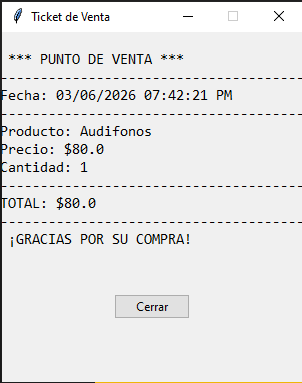 Ticket de Venta
*** PUNTO DE VENTA ***
--------------------------------------
Fecha: 03/06/2026 07:42:21 PM
--------------------------------------
Producto: Audifonos
Precio: $80.0
Cantidad: 1
--------------------------------------
TOTAL: $80.0
--------------------------------------
¡GRACIAS POR SU COMPRA!
Cerrar